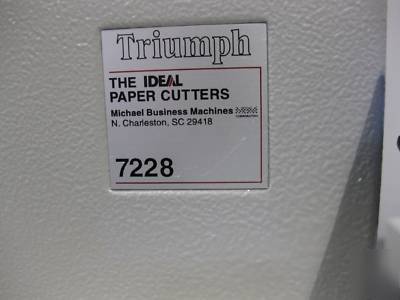 Triumph
THE IDEAL
PAPER CUTTERS
Michael Business Machines
N. Charleston, SC 29418
7228